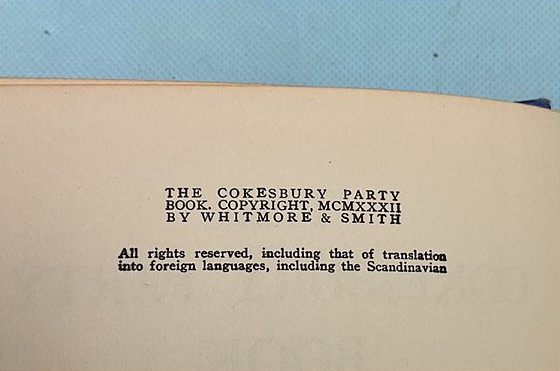 THE COKESBURY PARTY
BOOK. COPYRIGHT, MCMXXXII
BY WHITMORE & SMITH
All rights reserved, including that of translation
into foreign languages, including the Scandinavian